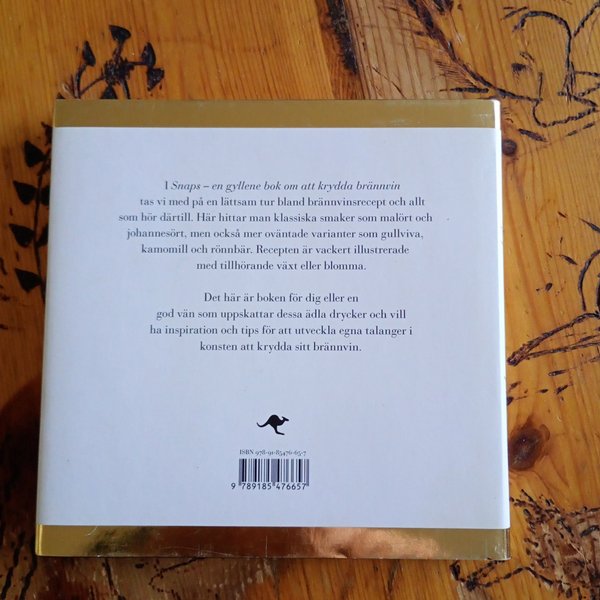 I Snaps – en gyllene bok om att krydda brännvin
tas vi med på en lättsam tur bland brännvinsrecept och allt
som hör därtill. Här hittar man klassiska smaker som malört och
johannesört, men också mer oväntade varianter som gullviva,
kamomill och rönnbär. Recepten är vackert illustrerade
med tillhörande växt eller blomma.
Det här är boken för dig eller en
god vän som uppskattar dessa ädla drycker och vill
ha inspiration och tips för att utveckla egna talanger i
konsten att krydda sitt brännvin.
ISBN 978-91-85476-65-7
9 789185 476657